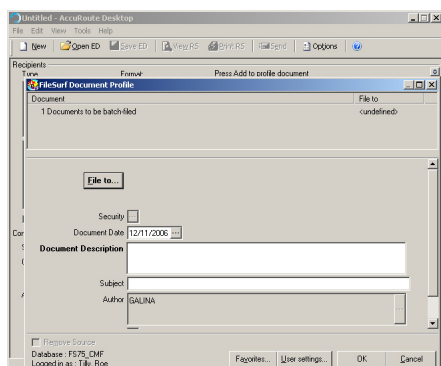 Untitled - AccuRoute Desktop
File Edit View Tools Help
New Open ED Save ED View RS Print RS Send Options
Recipients
Type Format Press Add to profile document
FileSurf Document Profile
Document File to
1 Documents to be batch-filed <undefined>
File to...
Security ...
Document Date 12/11/2006 ...
Document Description
Subject
Author GALINA ...
Remove Source
Database : FS75_CMF
Logged in as : Tilly, Roe
Favorites... User settings... OK Cancel